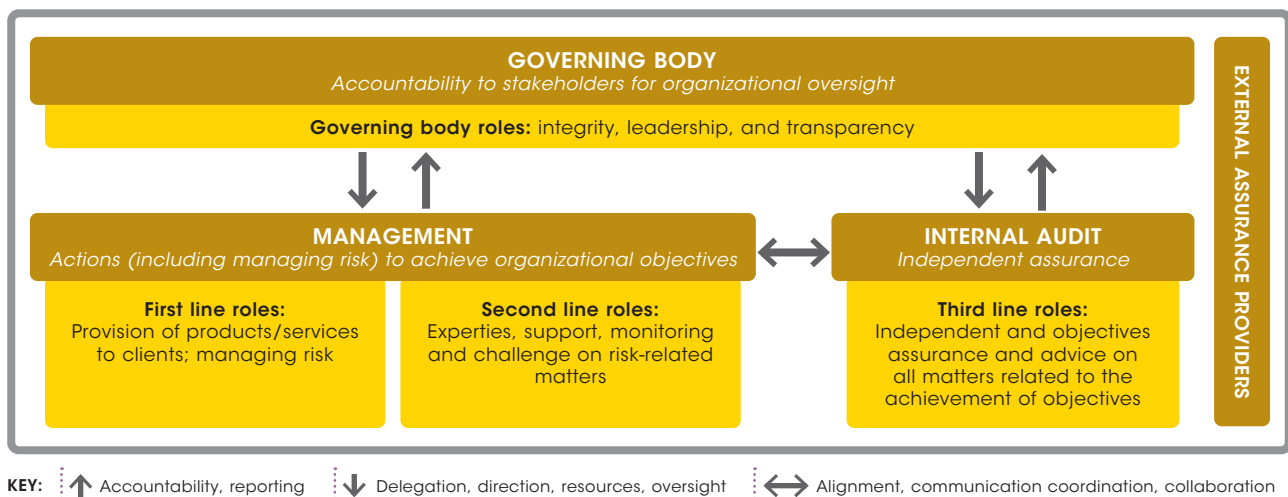 GOVERNING BODY
Accountability to stakeholders for organizational oversight
Governing body roles: integrity, leadership, and transparency
MANAGEMENT
Actions (including managing risk) to achieve organizational objectives
First line roles:
Provision of products/services
to clients; managing risk
Second line roles:
Experties, support, monitoring
and challenge on risk-related
matters
INTERNAL AUDIT
Independent assurance
Third line roles:
Independent and objectives
assurance and advice on
all matters related to the
achievement of objectives
EXTERNAL ASSURANCE PROVIDERS
KEY: Accountability, reporting Delegation, direction, resources, oversight Alignment, communication coordination, collaboration